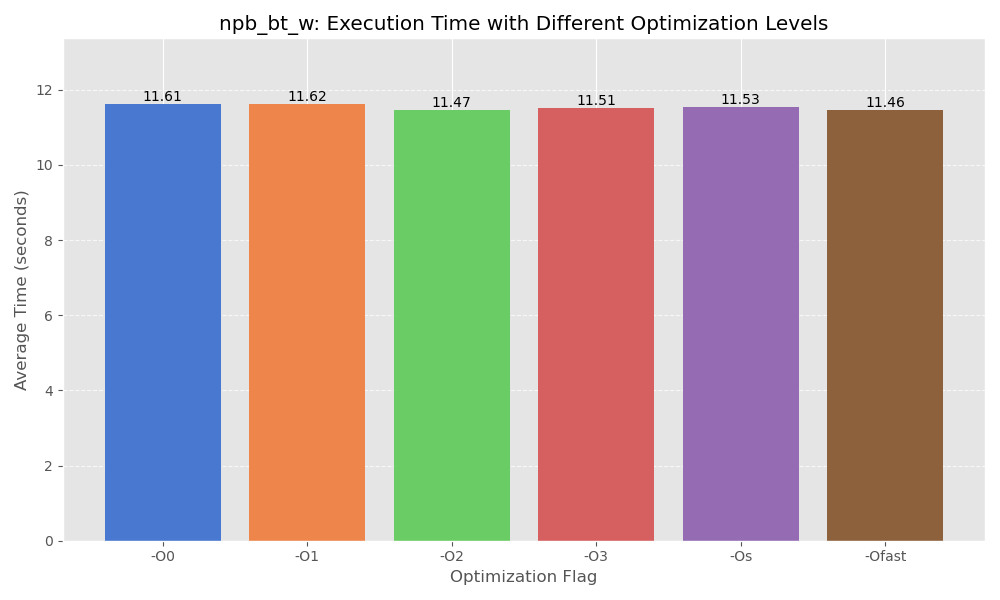 npb_bt_w: Execution Time with Different Optimization Levels
Average Time (seconds)
12
10
8
6
4
2
0
11.61
11.62
11.47
11.51
11.53
11.46
-O0
-O1
-O2
-O3
-Os
-Ofast
Optimization Flag